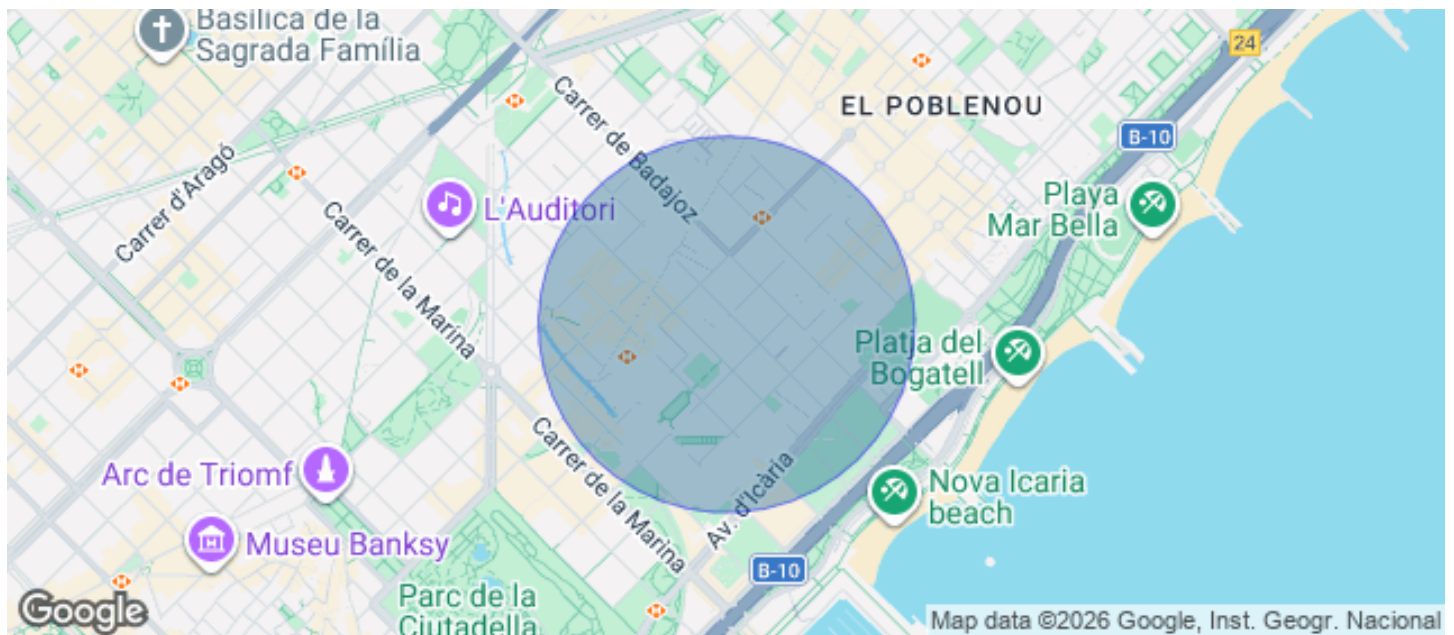 Basílica de la
Sagrada Família
24
Carrer de Badajoz
EL POBLENOU
B-10
Carrer d'Aragó
L'Auditori
Playa
Mar Bella
Carrer de la Marina
Platja del
Bogatell
Arc de Triomf
Carrer de la Marina
Av. d'Icària
Nova Icaria
beach
Museu Banksy
B-10
Parc de la
Ciutadella
Google
Map data ©2026 Google, Inst. Geogr. Nacional